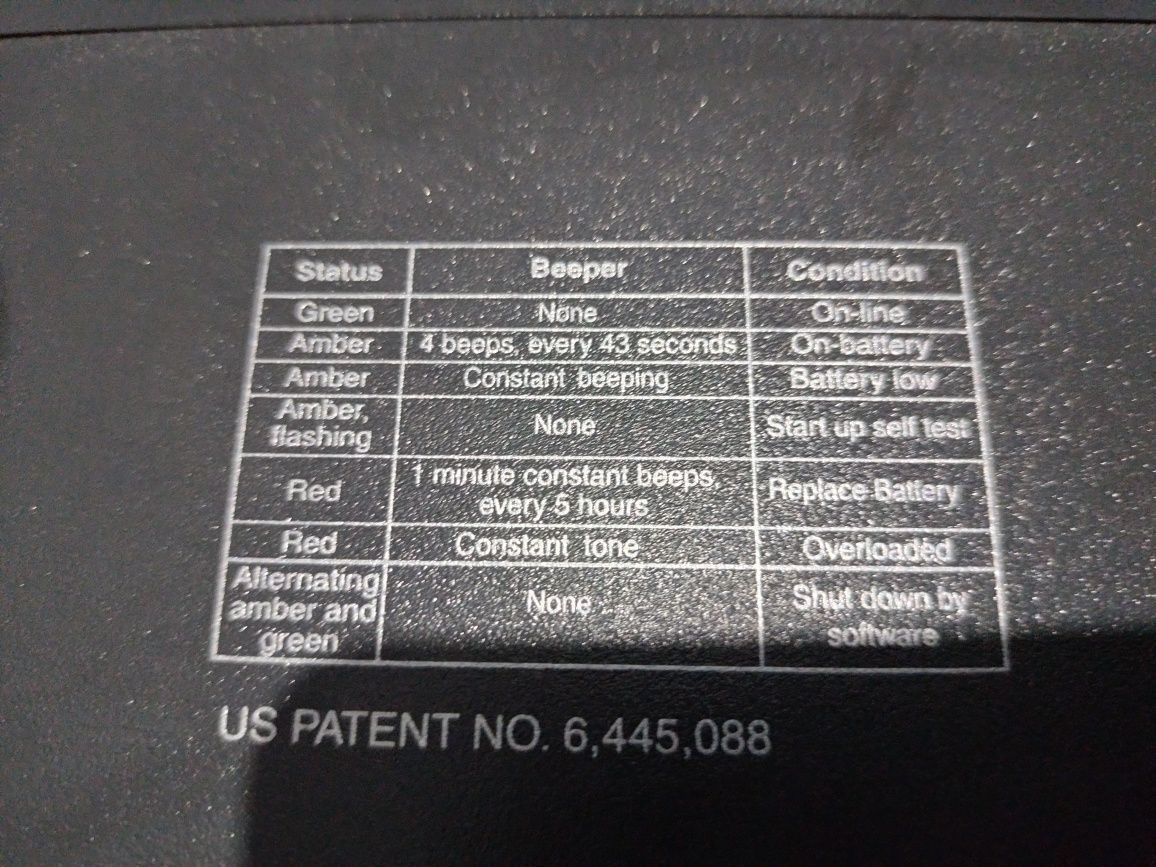 Status Beeper Condition
Green None On-line
Amber 4 beeps, every 43 seconds On-battery
Amber Constant beeping Battery low
Amber,
flashing None Start up self test
Red 1 minute constant beeps,
every 5 hours Replace Battery
Red Constant tone Overloaded
Alternating
amber and
green None Shut down by
software
US PATENT NO. 6,445,088